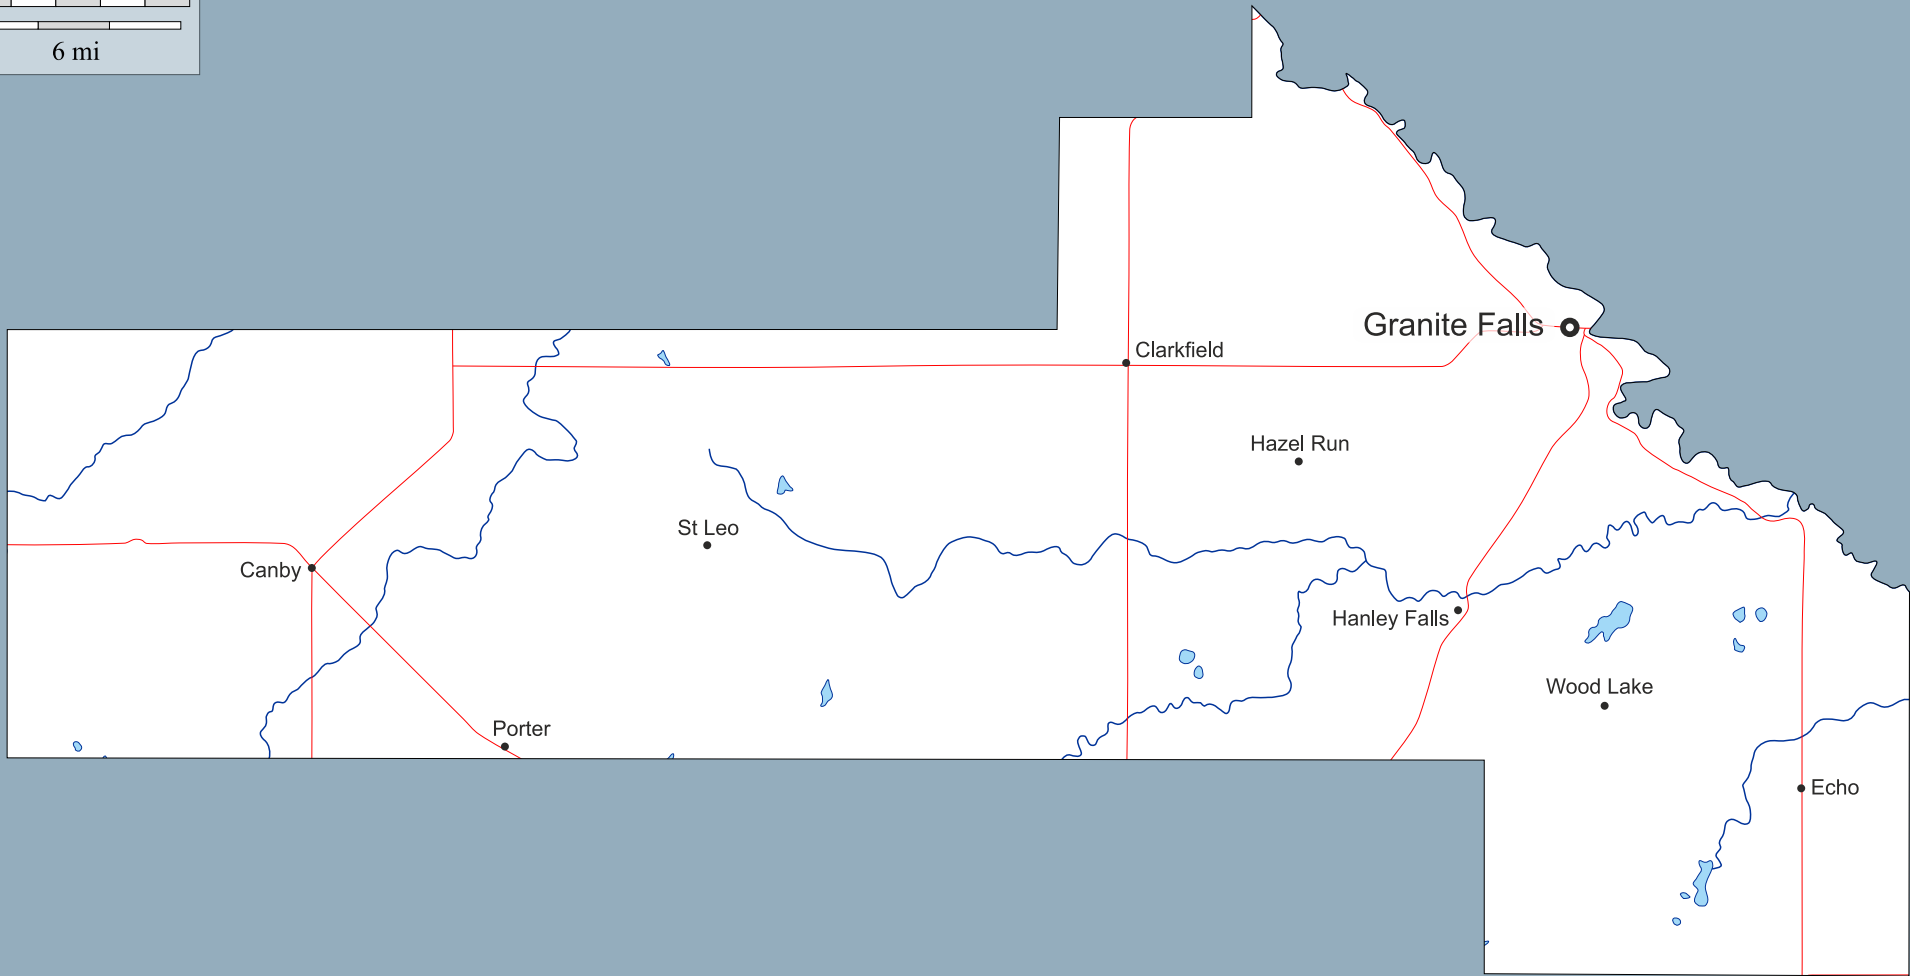 6 mi
Granite Falls
Clarkfield
Hazel Run
St Leo
Canby
Hanley Falls
Wood Lake
Porter
Echo